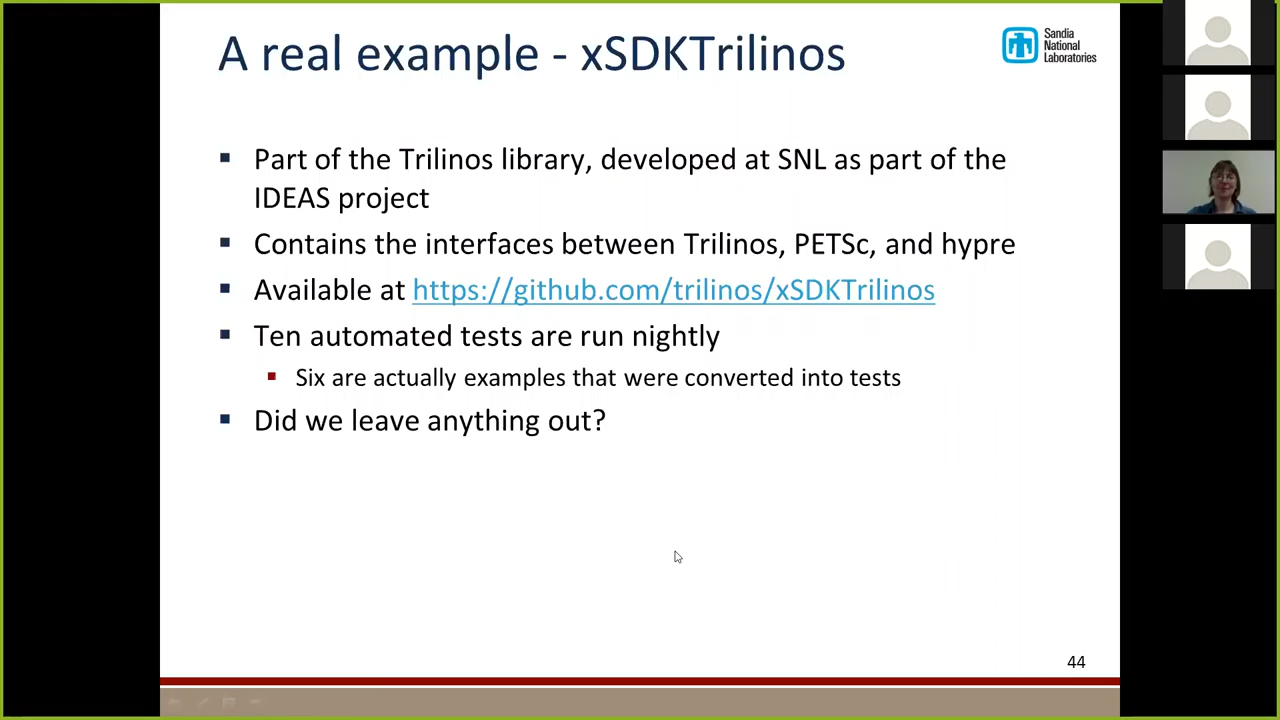 A real example - xSDKTrilinos
Sandia
National
Laboratories
▪ Part of the Trilinos library, developed at SNL as part of the
IDEAS project
▪ Contains the interfaces between Trilinos, PETSc, and hypre
▪ Available at https://github.com/trilinos/xSDKTrilinos
▪ Ten automated tests are run nightly
▪ Six are actually examples that were converted into tests
▪ Did we leave anything out?
44